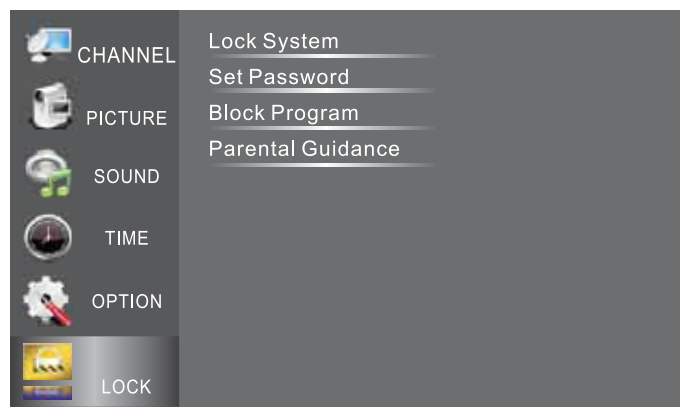 CHANNEL
PICTURE
SOUND
TIME
OPTION
LOCK
Lock System
Set Password
Block Program
Parental Guidance